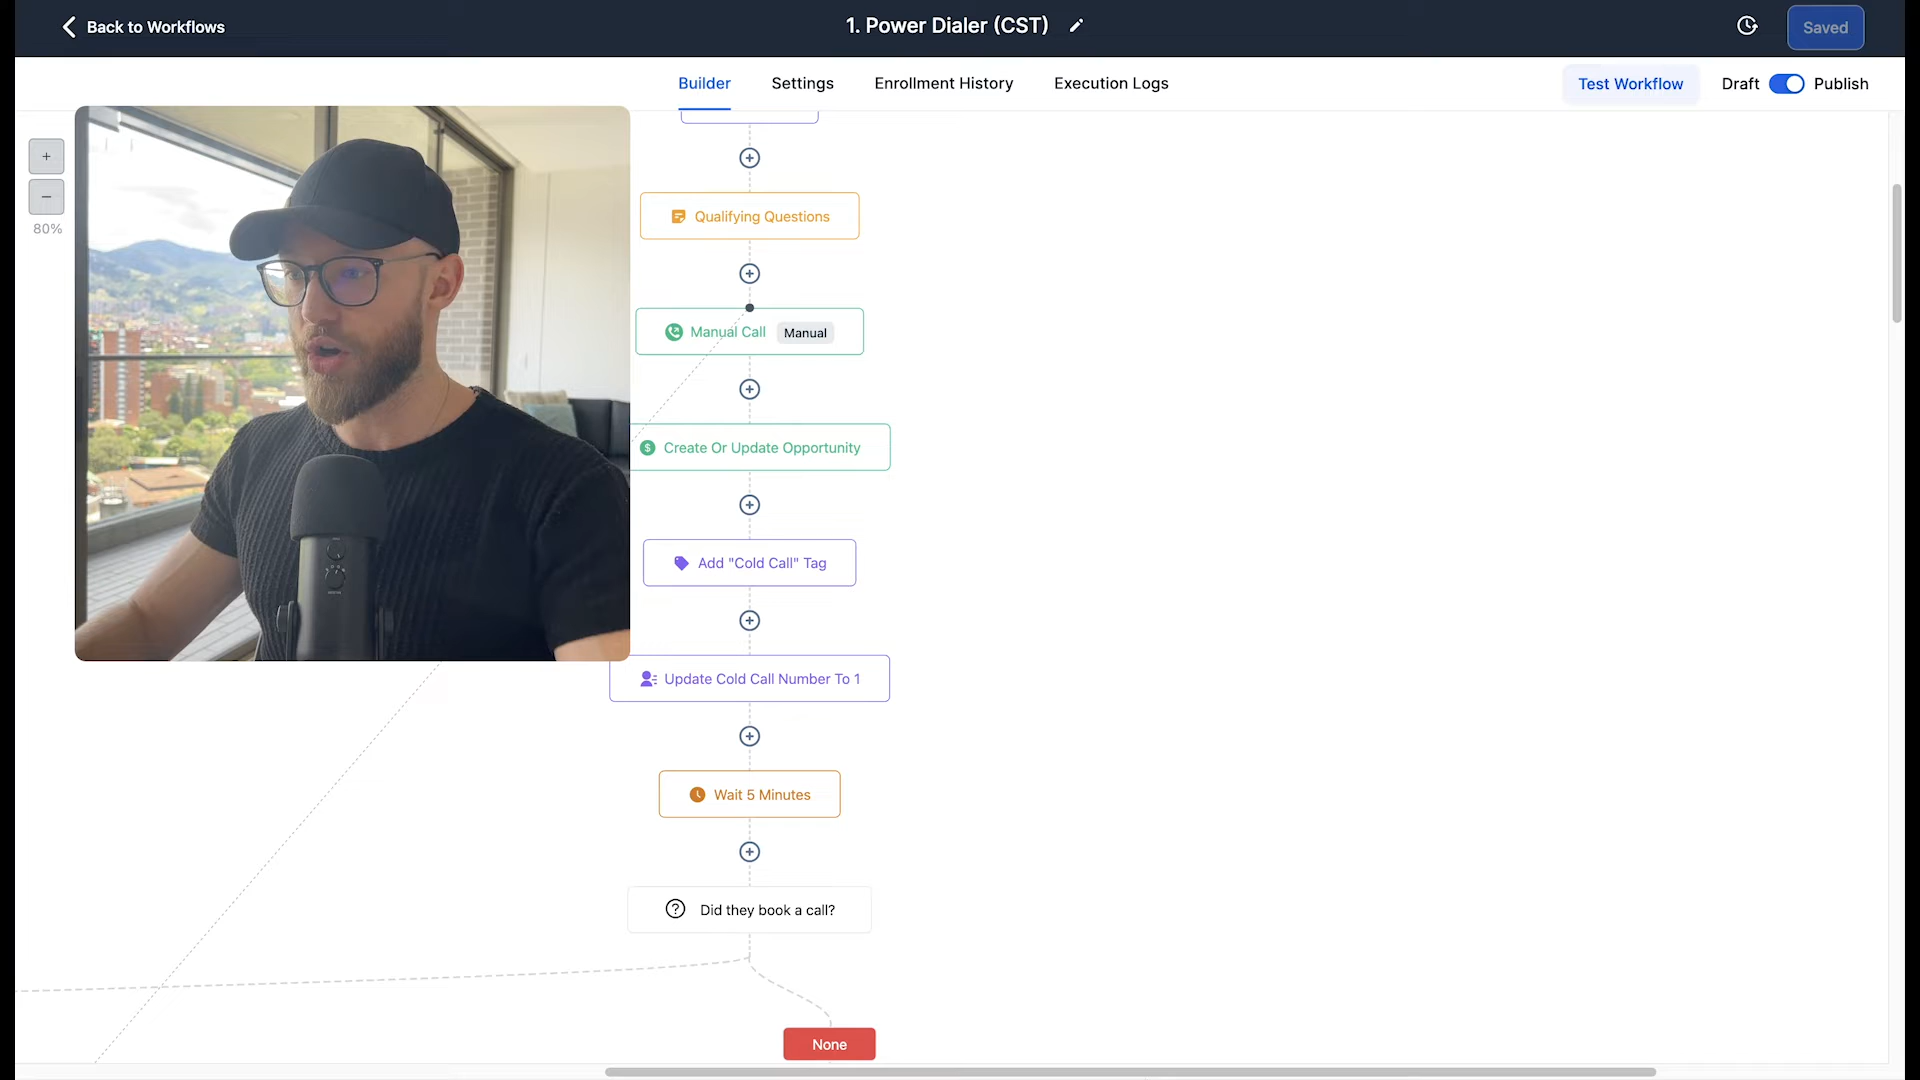 Back to Workflows
1. Power Dialer (CST)
Saved
Builder
Settings
Enrollment History
Execution Logs
Test Workflow
Draft
Publish
+
−
80%
Qualifying Questions
Manual Call
Manual
Create Or Update Opportunity
Add "Cold Call" Tag
Update Cold Call Number To 1
Wait 5 Minutes
Did they book a call?
None